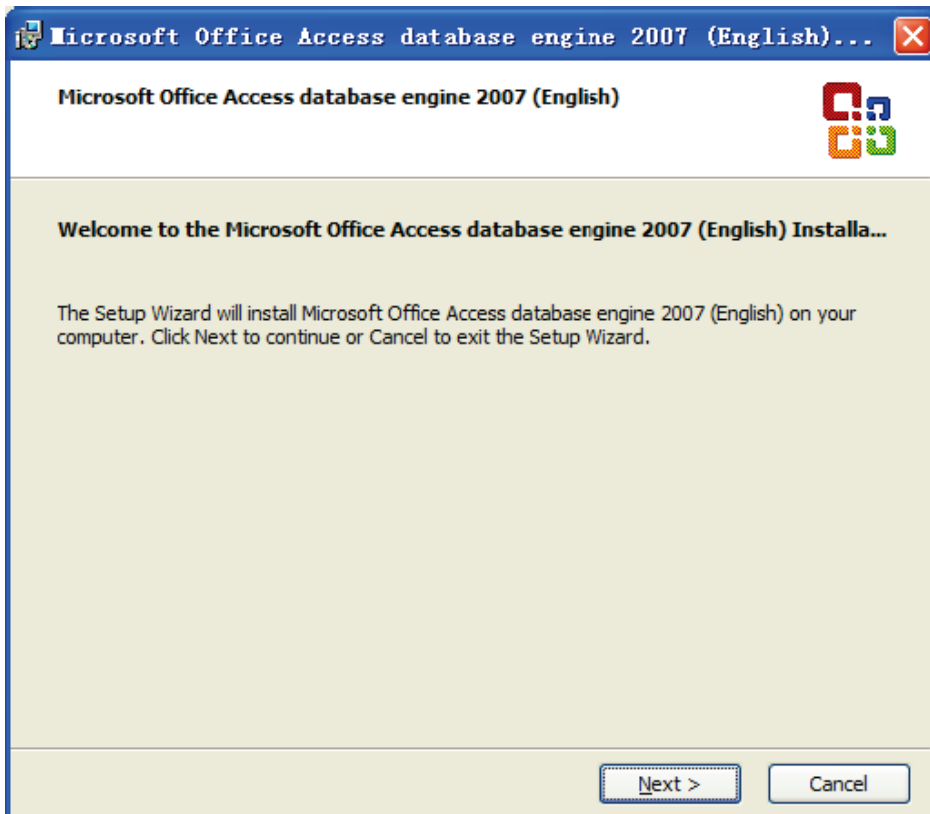 Microsoft Office Access database engine 2007 (English)...
Microsoft Office Access database engine 2007 (English)
Welcome to the Microsoft Office Access database engine 2007 (English) Installa...
The Setup Wizard will install Microsoft Office Access database engine 2007 (English) on your
computer. Click Next to continue or Cancel to exit the Setup Wizard.
Next >
Cancel